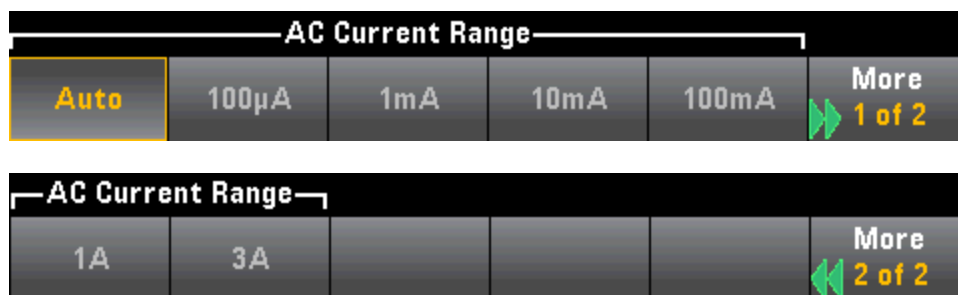 AC Current Range
Auto 100µA 1mA 10mA 100mA More
1 of 2
AC Current Range
1A 3A More
2 of 2